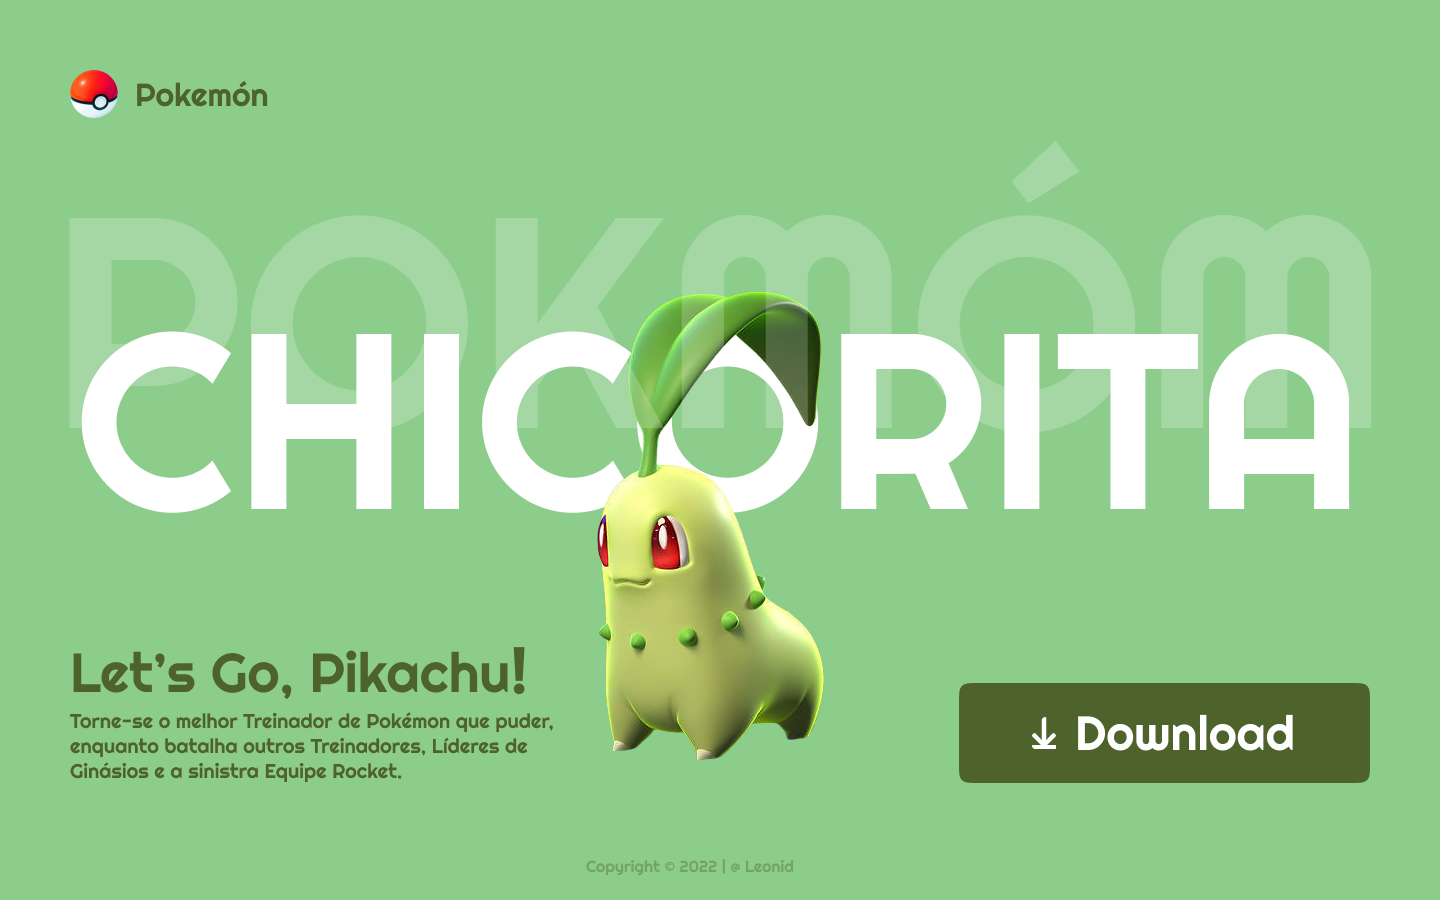 Pokemón
POKMÓM
CHICORITA
Let's Go, Pikachu!
Torne-se o melhor Treinador de Pokémon que puder,
enquanto batalha outros Treinadores, Líderes de
Ginásios e a sinistra Equipe Rocket.
Download
Copyright © 2022 | @ Leonid